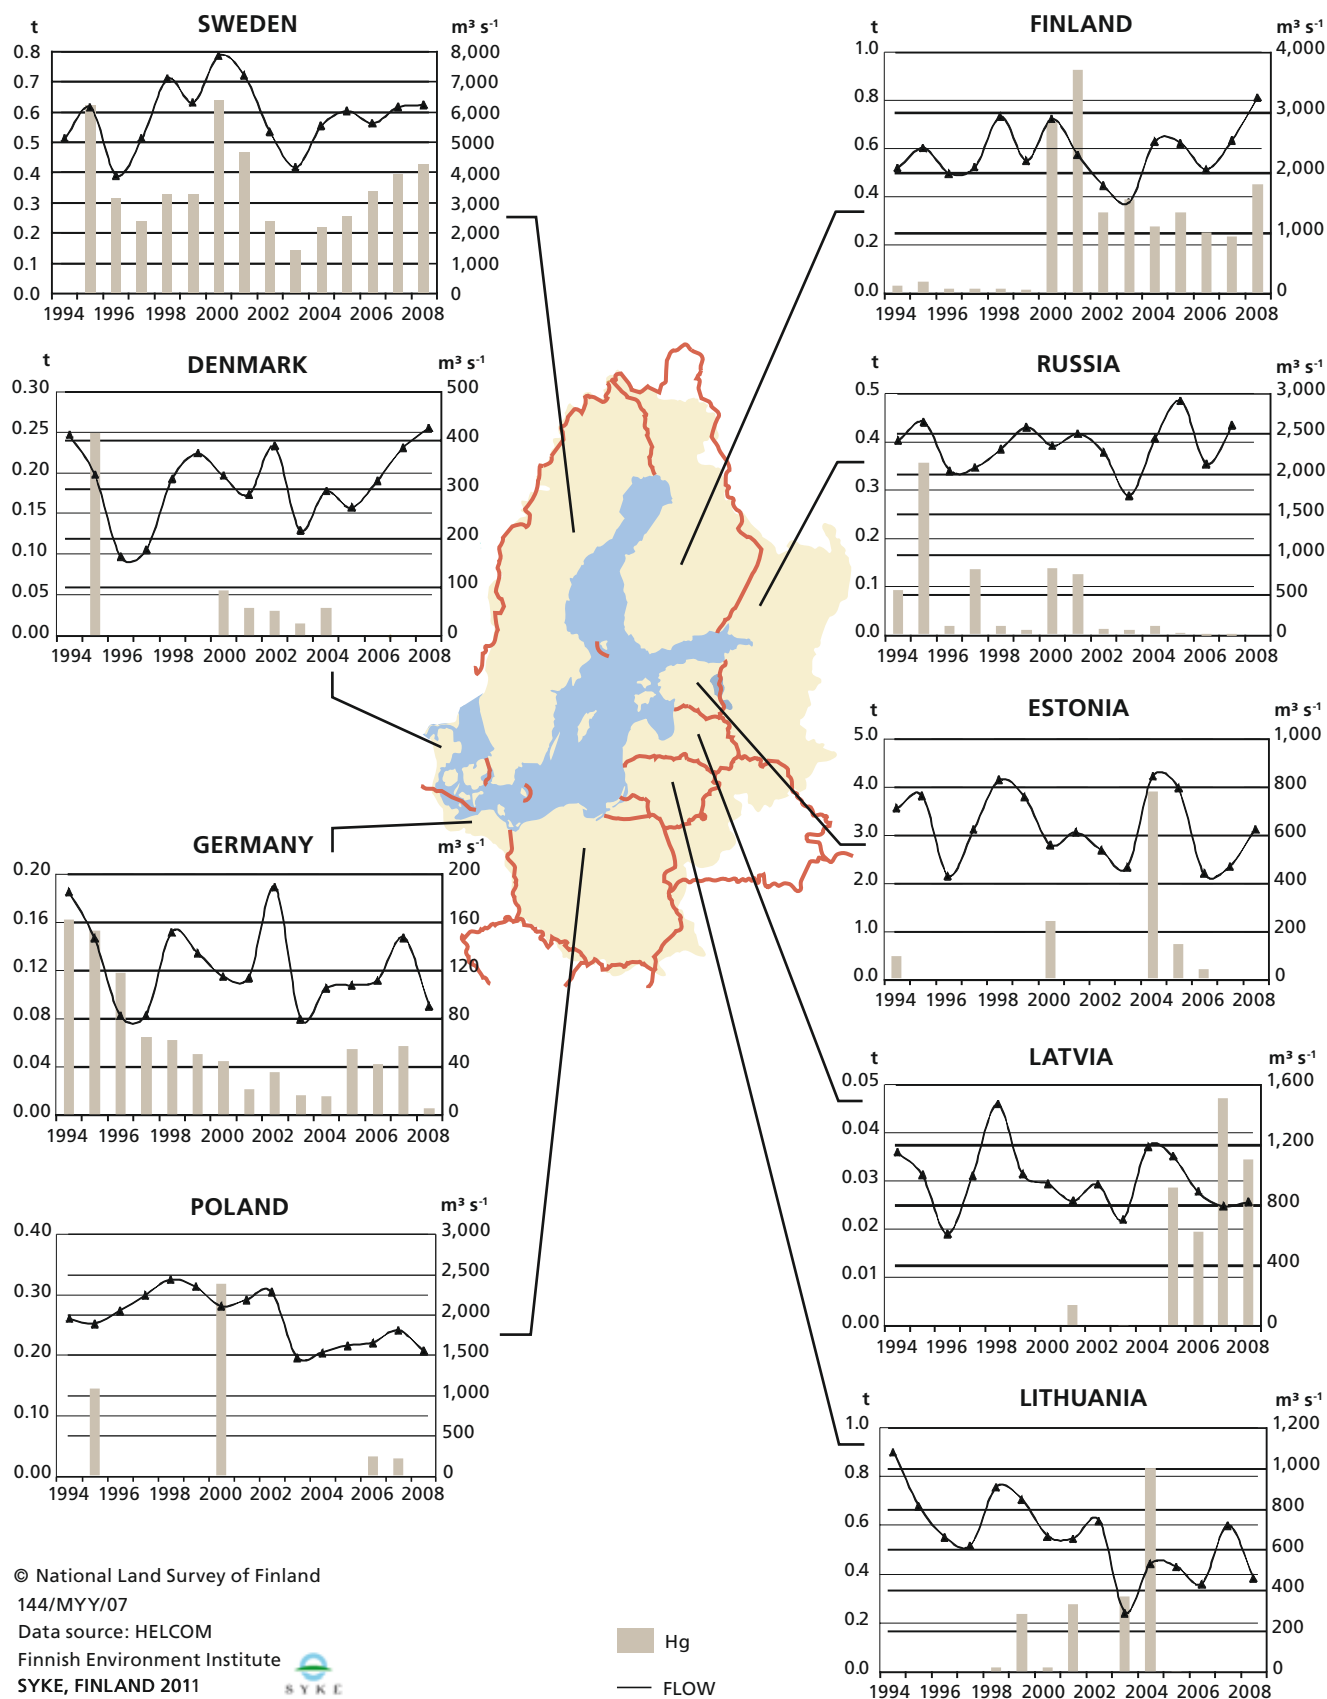 SWEDEN
t
m³ s⁻¹
0.8
0.7
0.6
0.5
0.4
0.3
0.2
0.1
0.0
8,000
7,000
6,000
5,000
4,000
3,000
2,000
1,000
0
1994 1996 1998 2000 2002 2004 2006 2008
FINLAND
t
m³ s⁻¹
1.0
0.8
0.6
0.4
0.2
0.0
4,000
3,000
2,000
1,000
0
1994 1996 1998 2000 2002 2004 2006 2008
DENMARK
t
m³ s⁻¹
0.30
0.25
0.20
0.15
0.10
0.05
0.00
500
400
300
200
100
0
1994 1996 1998 2000 2002 2004 2006 2008
RUSSIA
t
m³ s⁻¹
0.5
0.4
0.3
0.2
0.1
0.0
3,000
2,500
2,000
1,500
1,000
500
0
1994 1996 1998 2000 2002 2004 2006 2008
ESTONIA
t
m³ s⁻¹
5.0
4.0
3.0
2.0
1.0
0.0
1,000
800
600
400
200
0
1994 1996 1998 2000 2002 2004 2006 2008
GERMANY
m³ s⁻¹
0.20
0.16
0.12
0.08
0.04
0.00
200
160
120
80
40
0
1994 1996 1998 2000 2002 2004 2006 2008
LATVIA
t
m³ s⁻¹
0.05
0.04
0.03
0.02
0.01
0.00
1,600
1,200
800
400
0
1994 1996 1998 2000 2002 2004 2006 2008
POLAND
m³ s⁻¹
0.40
0.30
0.20
0.10
0.00
3,000
2,500
2,000
1,500
1,000
500
0
1994 1996 1998 2000 2002 2004 2006 2008
LITHUANIA
t
m³ s⁻¹
1.0
0.8
0.6
0.4
0.2
0.0
1,200
1,000
800
600
400
200
0
1994 1996 1998 2000 2002 2004 2006 2008
© National Land Survey of Finland
144/MYY/07
Data source: HELCOM
Finnish Environment Institute
SYKE, FINLAND 2011
SYKE
Hg
FLOW